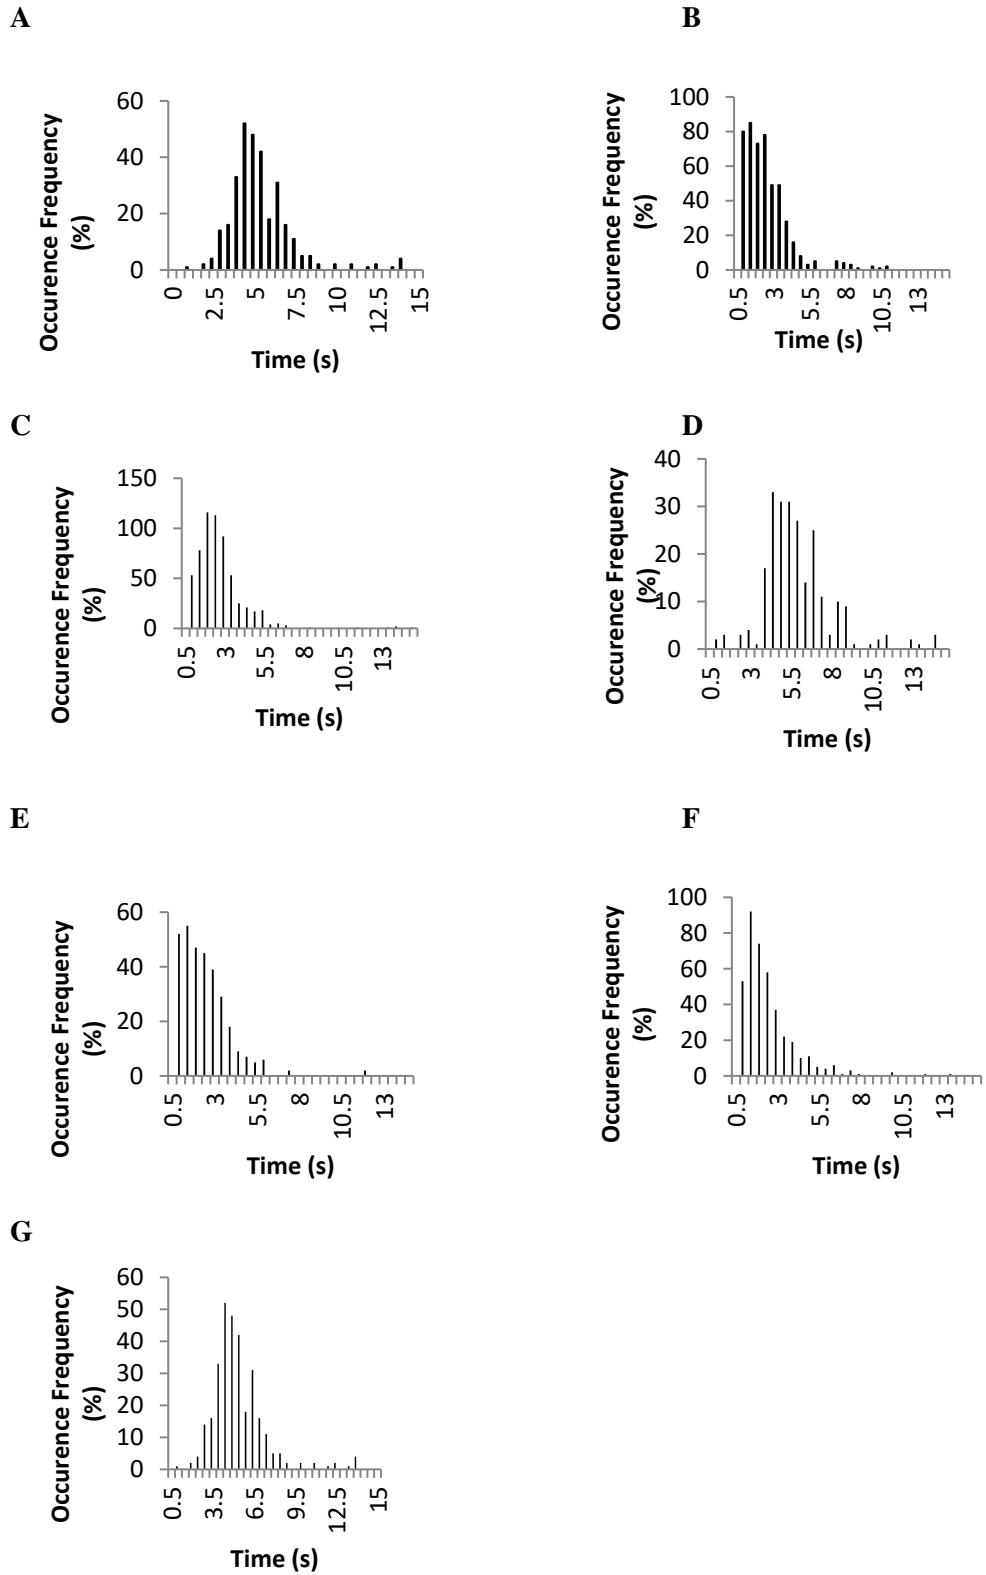 A
Occurence Frequency
(%)
60
40
20
0
0 2.5 5 7.5 10 12.5 15
Time (s)
B
Occurence Frequency
(%)
100
80
60
40
20
0
0.5 3 5.5 8 10.5 13
Time (s)
C
Occurence Frequency
(%)
150
100
50
0
0.5 3 5.5 8 10.5 13
Time (s)
D
Occurence Frequency
(%)
40
30
20
10
0
0.5 3 5.5 8 10.5 13
Time (s)
E
Occurence Frequency
(%)
60
40
20
0
0.5 3 5.5 8 10.5 13
Time (s)
F
Occurence Frequency
(%)
100
80
60
40
20
0
0.5 3 5.5 8 10.5 13
Time (s)
G
Occurence Frequency
(%)
60
50
40
30
20
10
0
0.5 3.5 6.5 9.5 12.5 15
Time (s)